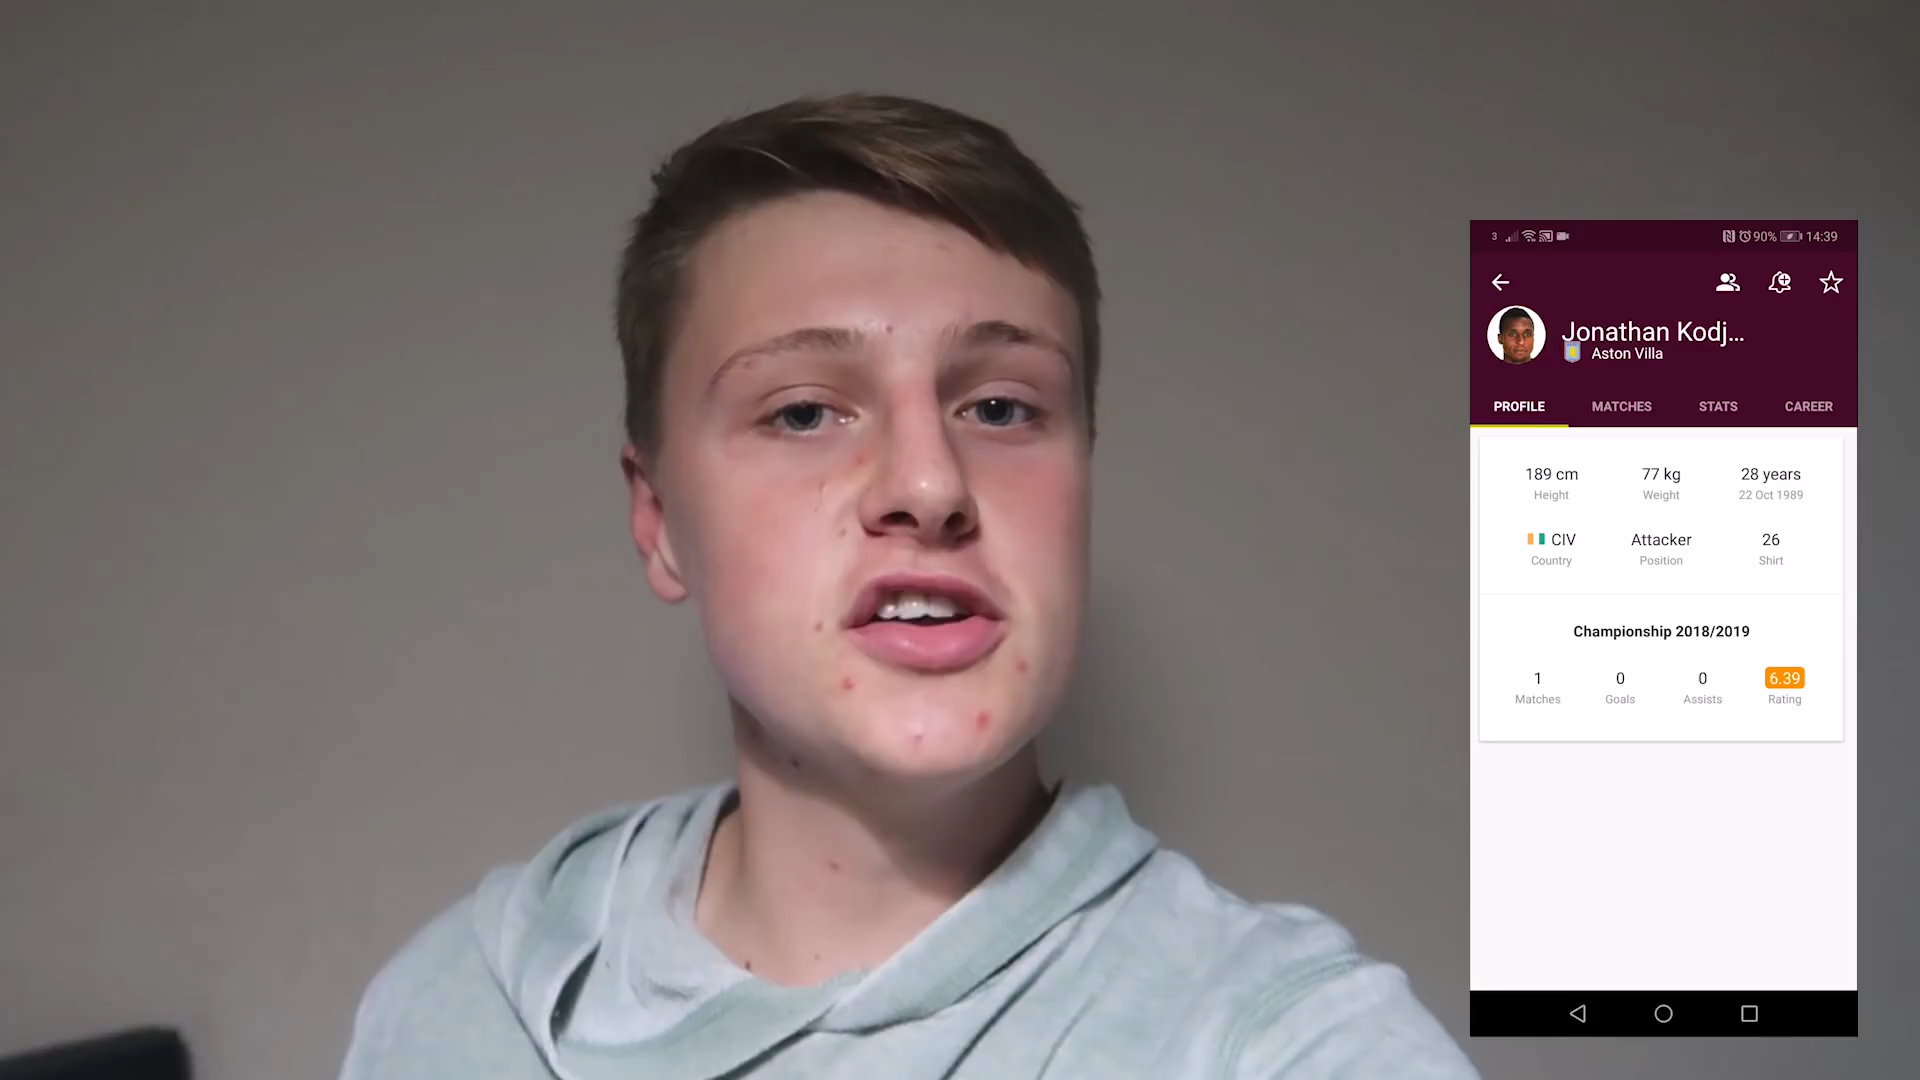 3 90% 14:39
Jonathan Kodj...
Aston Villa
PROFILE MATCHES STATS CAREER
189 cm 77 kg 28 years
Height Weight 22 Oct 1989
CIV Attacker 26
Country Position Shirt
Championship 2018/2019
1 0 0 6.39
Matches Goals Assists Rating